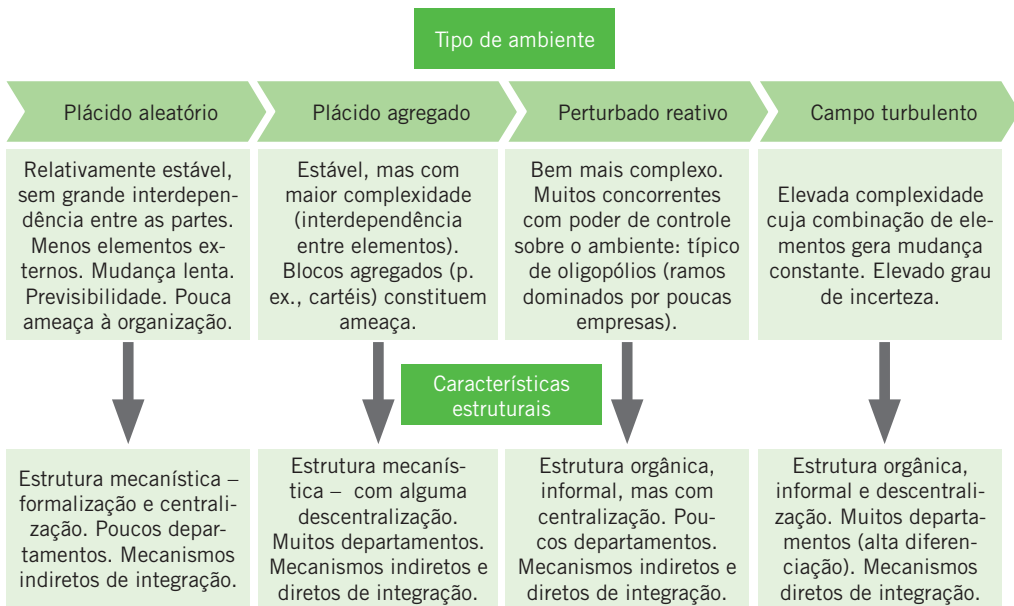 Tipo de ambiente
Plácido aleatório
Plácido agregado
Perturbado reativo
Campo turbulento
Relativamente estável,
sem grande interdepen-
dência entre as partes.
Menos elementos ex-
ternos. Mudança lenta.
Previsibilidade. Pouca
ameaça à organização.
Estável, mas com
maior complexidade
(interdependência
entre elementos).
Blocos agregados (p.
ex., cartéis) constituem
ameaça.
Bem mais complexo.
Muitos concorrentes
com poder de controle
sobre o ambiente: típico
de oligopólios (ramos
dominados por poucas
empresas).
Elevada complexidade
cuja combinação de ele-
mentos gera mudança
constante. Elevado grau
de incerteza.
Características
estruturais
Estrutura mecanística –
formalização e centrali-
zação. Poucos depar-
tamentos. Mecanismos
indiretos de integração.
Estrutura mecanís-
tica – com alguma
descentralização.
Muitos departamentos.
Mecanismos indiretos e
diretos de integração.
Estrutura orgânica,
informal, mas com
centralização. Pou-
cos departamentos.
Mecanismos indiretos e
diretos de integração.
Estrutura orgânica,
informal e descentrali-
zação. Muitos departa-
mentos (alta diferen-
ciação). Mecanismos
diretos de integração.